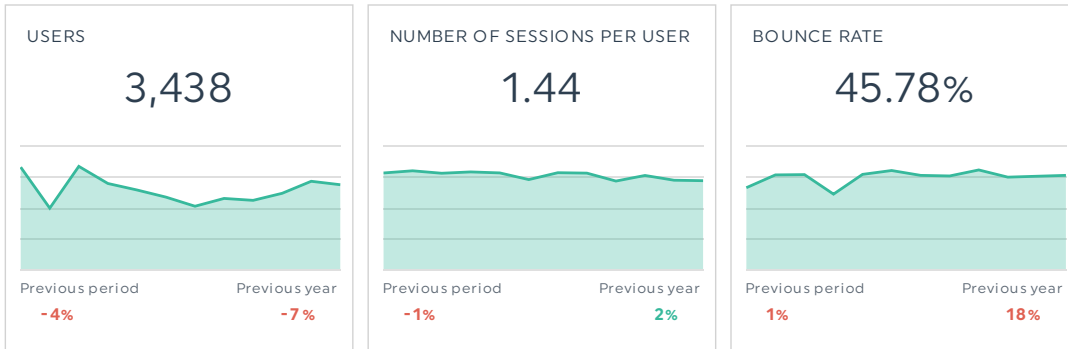 USERS
3,438
Previous period
Previous year
-4%
-7%
NUMBER OF SESSIONS PER USER
1.44
Previous period
Previous year
-1%
2%
BOUNCE RATE
45.78%
Previous period
Previous year
1%
18%